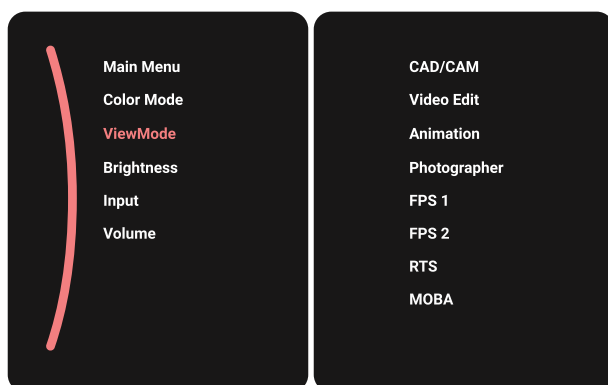 Main Menu
Color Mode
ViewMode
Brightness
Input
Volume
CAD/CAM
Video Edit
Animation
Photographer
FPS 1
FPS 2
RTS
MOBA